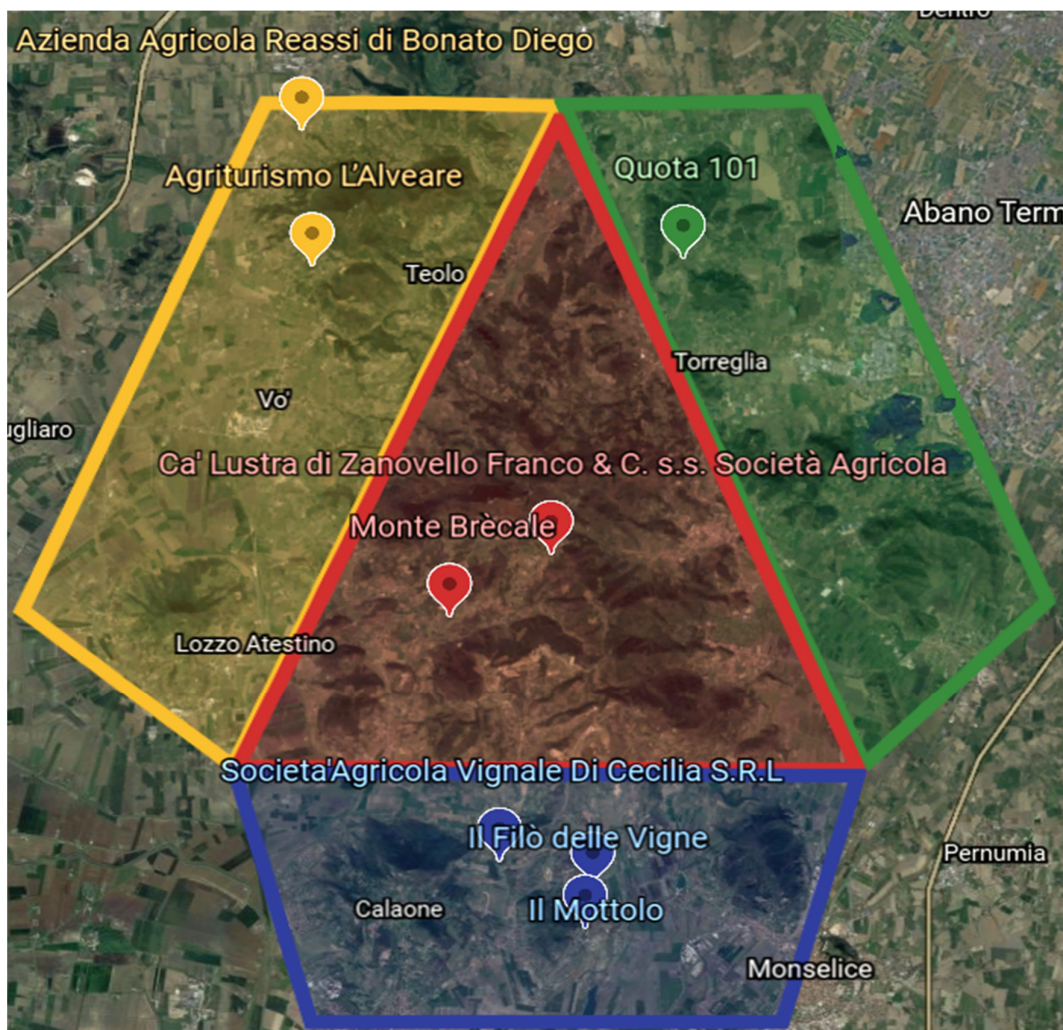 Dentro
Azienda Agricola Reassi di Bonato Diego
Agriturismo L'Alveare
Quota 101
Abano Term
Teolo
Torreglia
Vo'
ugliaro
Ca' Lustra di Zanovello Franco & C. s.s. Società Agricola
Monte Brècale
Lozzo Atestino
Societa'Agricola Vignale Di Cecilia S.R.L
Il Filò delle Vigne
Pernumia
Calaone
Il Mottolo
Monselice